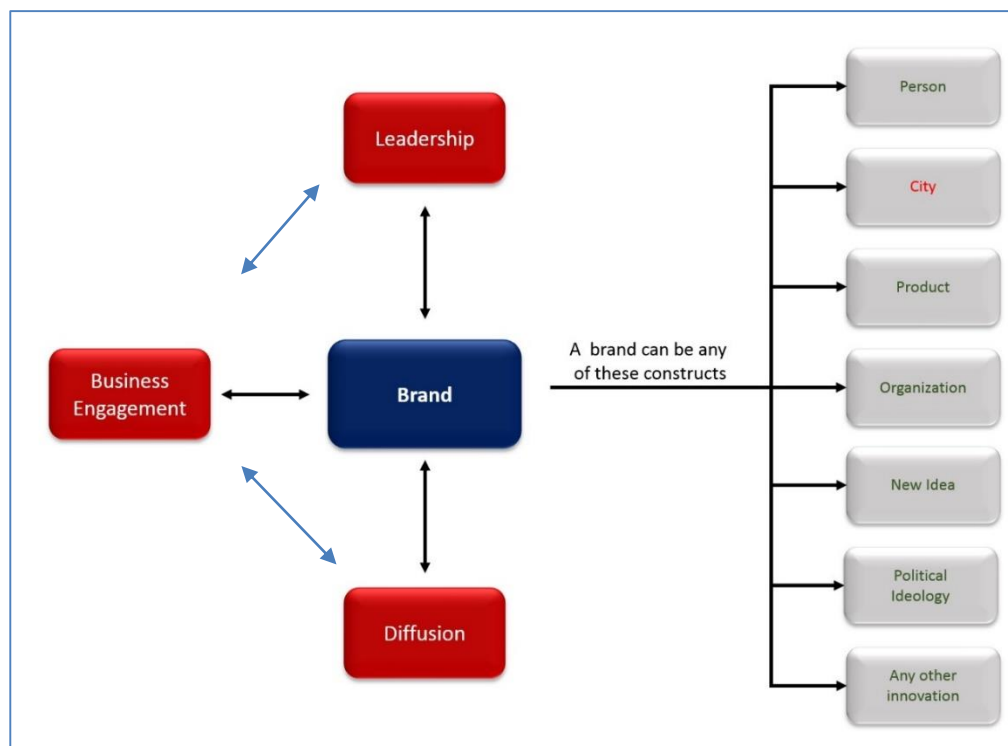 Leadership
Business
Engagement
Brand
Diffusion
A brand can be any
of these constructs
Person
City
Product
Organization
New Idea
Political
Ideology
Any other
innovation